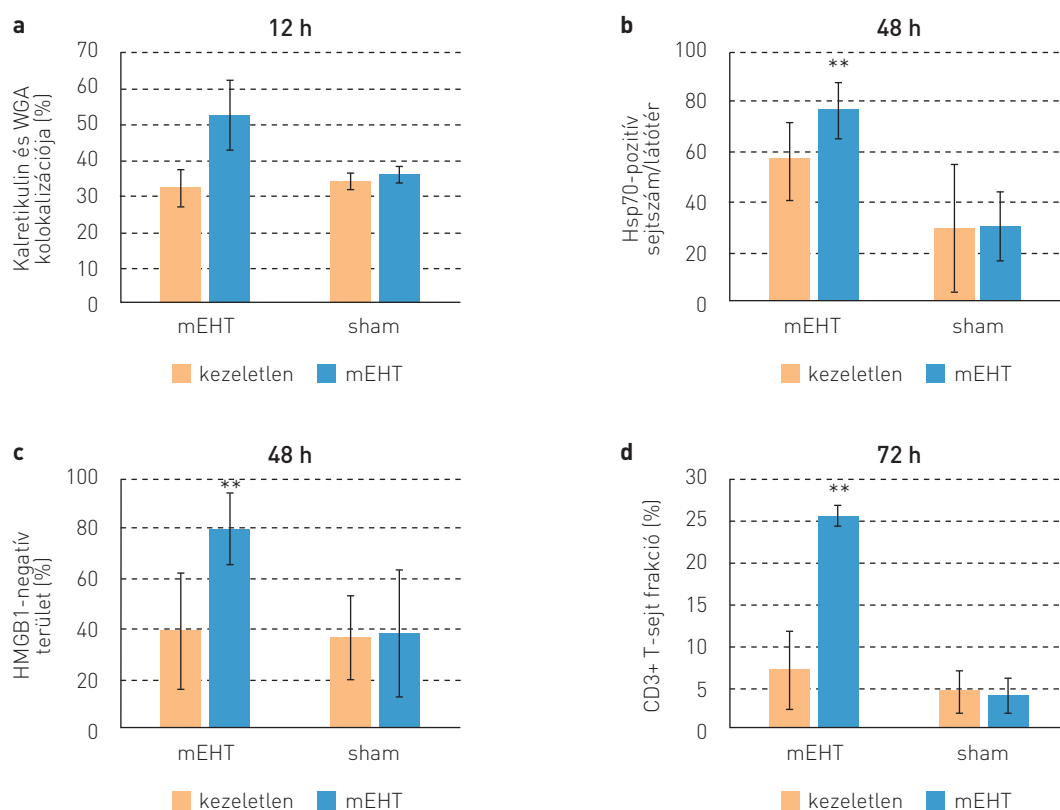 a
12 h
Kalretikulin és WGA
kolokalizációja (%)
70
60
50
40
30
20
10
0
mEHT
sham
kezeletlen
mEHT
b
48 h
Hsp70-pozitív
sejtszám/látótér
100
80
60
40
20
0
**
mEHT
sham
kezeletlen
mEHT
c
48 h
HMGB1-negatív
terület (%)
100
80
60
40
20
0
**
mEHT
sham
kezeletlen
mEHT
d
72 h
CD3+ T-sejt frakció (%)
30
25
20
15
10
5
0
**
mEHT
sham
kezeletlen
mEHT